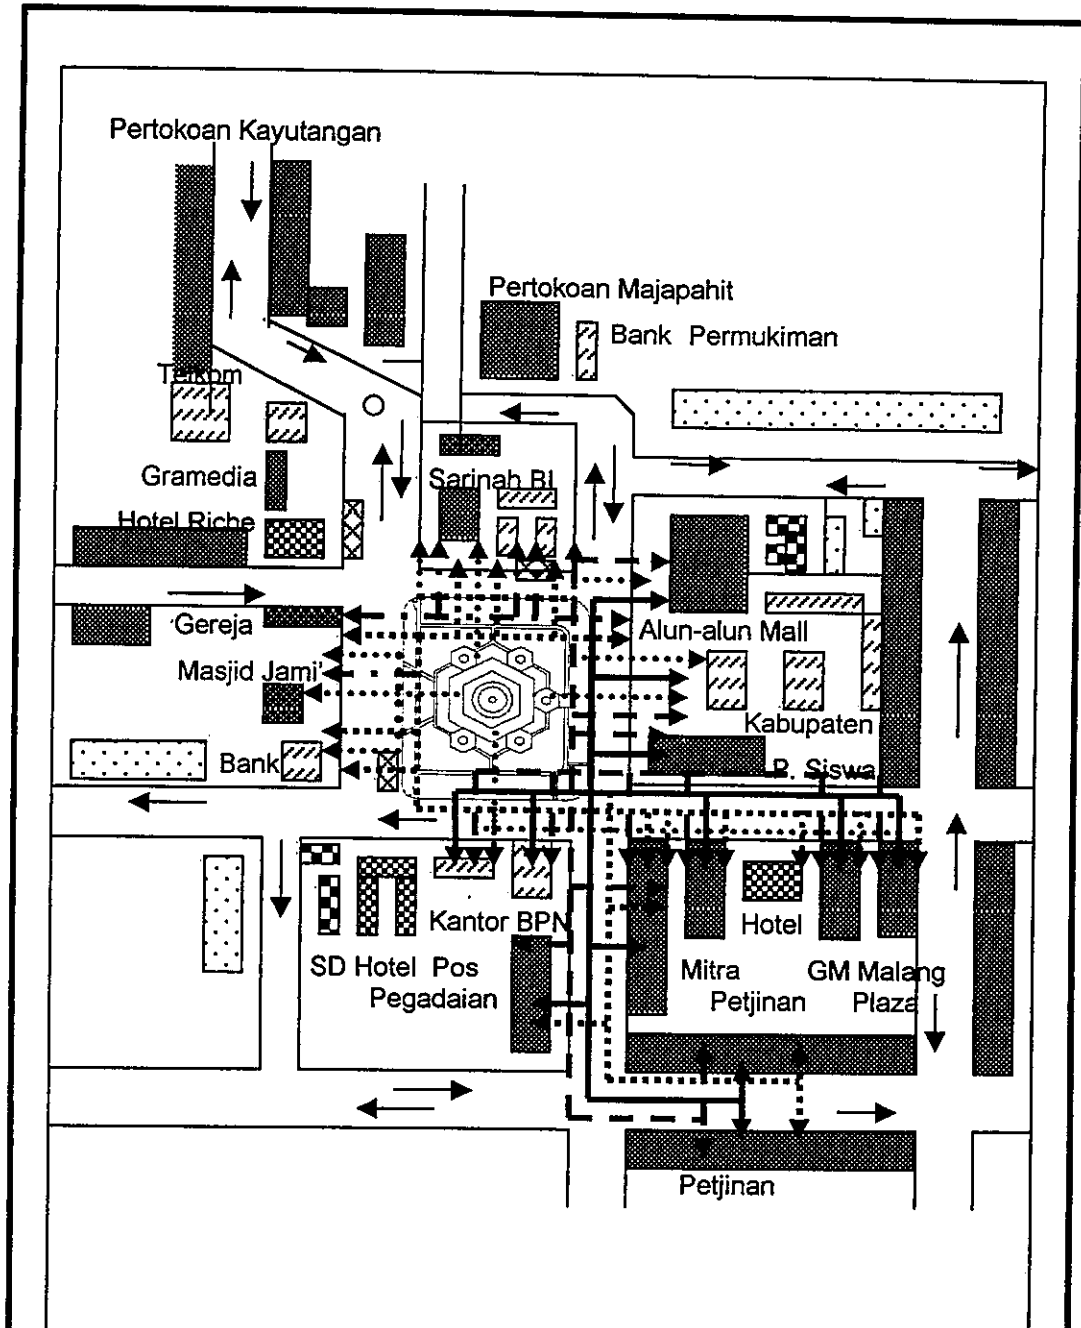 Pertokoan Kayutangan
Pertokoan Majapahit
Bank Permukiman
Telkom
Gramedia
Sarinah BI
Hotel Riche
Gereja
Alun-alun Mall
Masjid Jami'
Kabupaten
Bank
P. Siswa
Kantor BPN
Hotel
SD Hotel Pos
Mitra
GM Malang
Pegadaian
Petjinan
Plaza
Petjinan